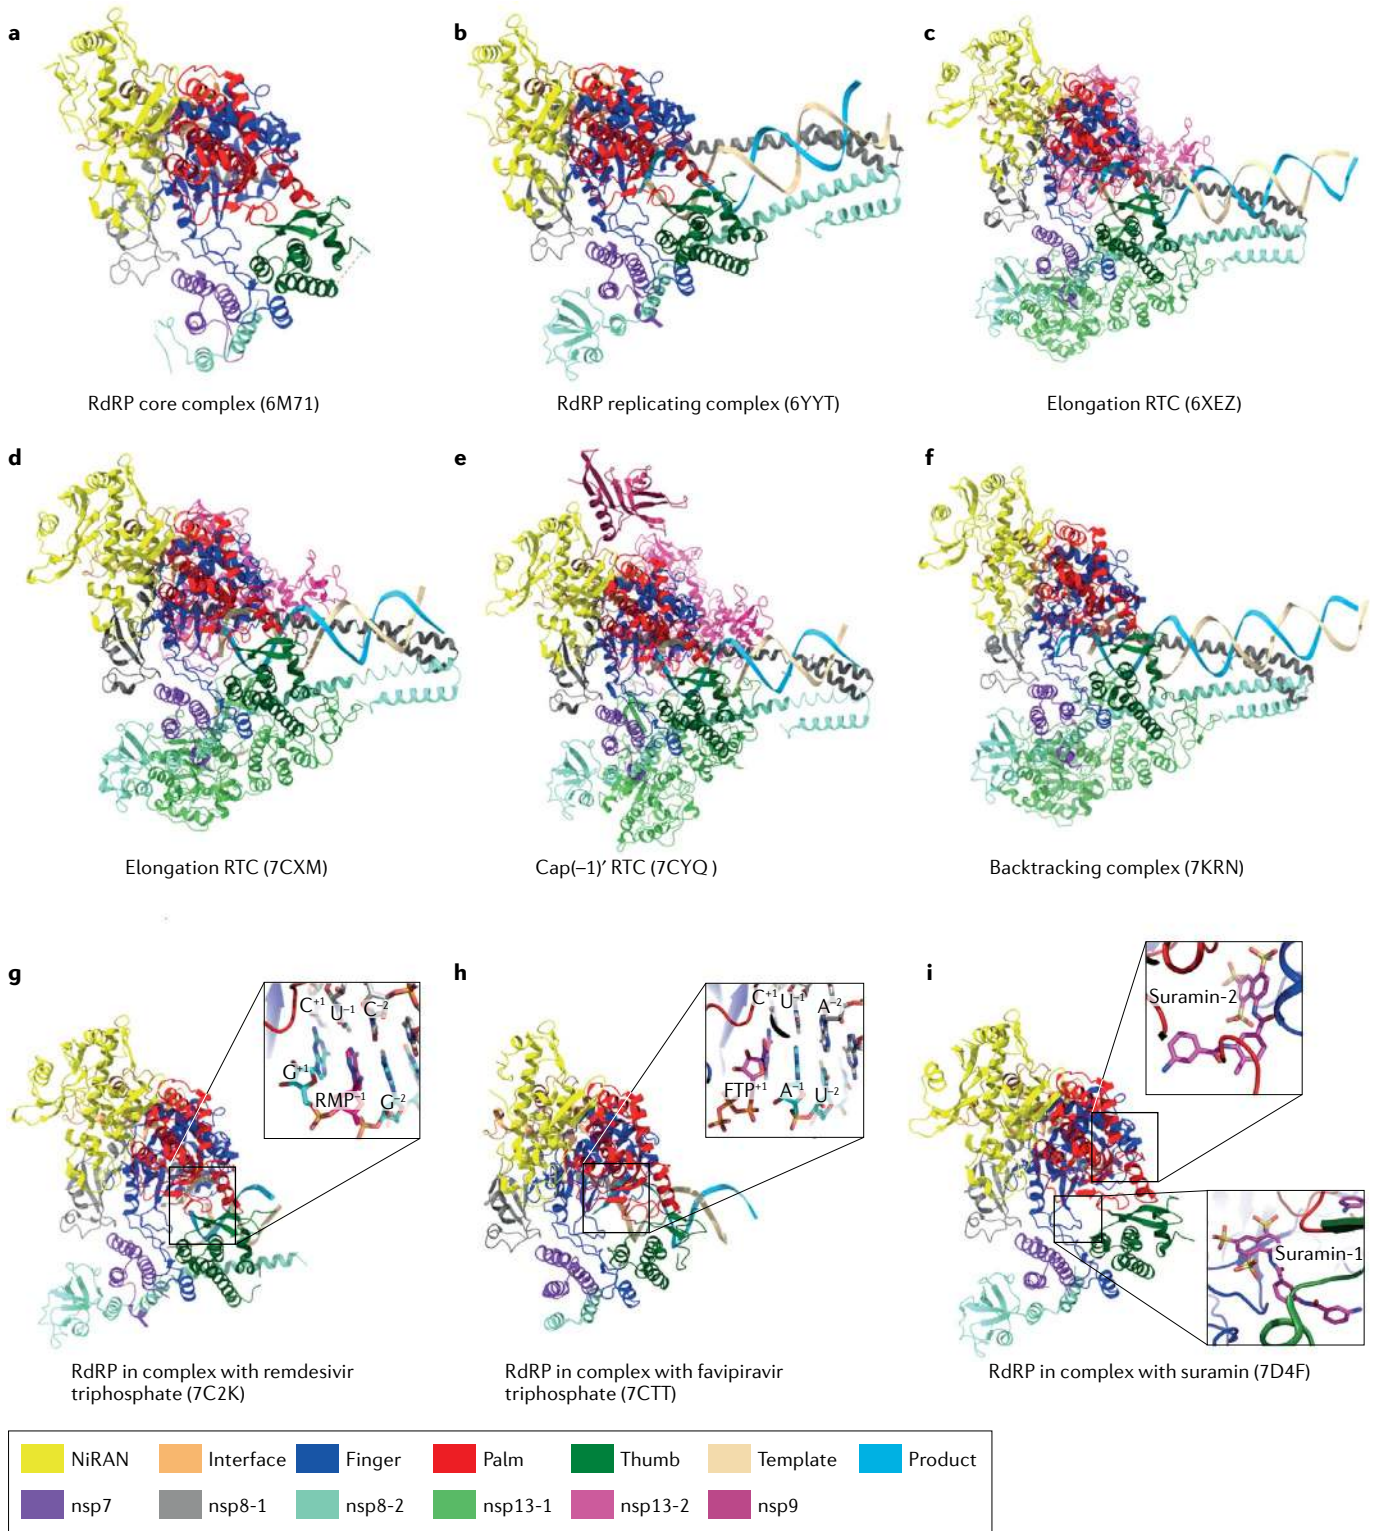 a
b
c
RdRP core complex (6M71)
RdRP replicating complex (6YYT)
Elongation RTC (6XEZ)
d
e
f
Elongation RTC (7CXM)
Cap(–1)′ RTC (7CYQ )
Backtracking complex (7KRN)
g
C+1 U–1 C–2
G+1
RMP–1
G–2
h
C+1 U–1
A–2
FTP+1 A–1 U–2
i
Suramin-2
Suramin-1
RdRP in complex with remdesivir
triphosphate (7C2K)
RdRP in complex with favipiravir
triphosphate (7CTT)
RdRP in complex with suramin (7D4F)
NiRAN Interface Finger Palm Thumb Template Product
nsp7 nsp8-1 nsp8-2 nsp13-1 nsp13-2 nsp9